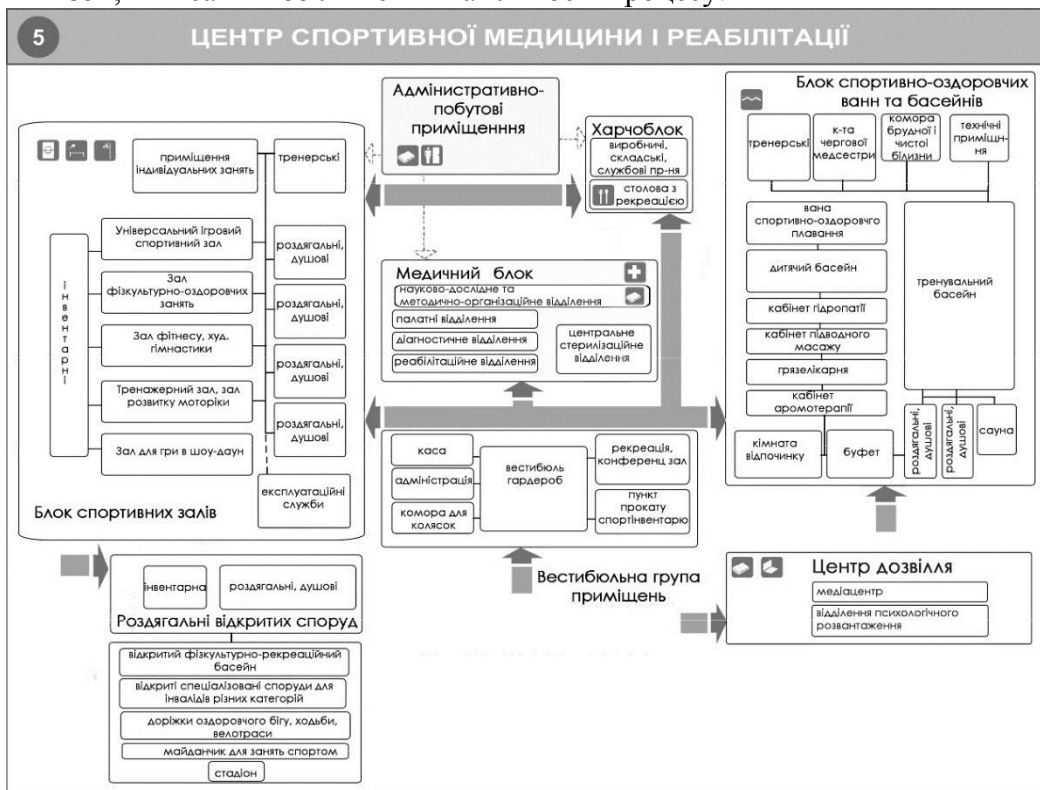 5
ЦЕНТР СПОРТИВНОЇ МЕДИЦИНИ І РЕАБІЛІТАЦІЇ
приміщення
індивідуальних занять
тренерські
інвентарні
Універсальний ігровий
спортивний зал
Зал
фізкультурно-оздоровчих
занять
Зал фітнесу, худ.
гімнастики
Тренажерний зал, зал
розвитку моторіки
Зал для гри в шоу-даун
роздягальні,
душові
роздягальні,
душові
роздягальні,
душові
роздягальні,
душові
експлуатаційні
служби
Блок спортивних залів
Адміністративно-
побутові
приміщенння
Харчоблок
виробничі,
складські,
службові пр-ня
столова з
рекреацією
Медичний блок
науково-дослідне та
методично-організаційне відділення
палатні відділення
діагностичне відділення
реабілітаційне відділення
центральне
стерилізаційне
відділення
каса
адміністрація
комора для
колясок
вестибюль
гардероб
рекреація,
конференц зал
пункт
прокату
спортінвентарю
Вестибюльна група
приміщень
Блок спортивно-оздоровчих
ванн та басейнів
тренерські
к-та
чергової
медсестри
комора
брудної і
чистої
білизни
технічні
приміщн-
ня
вана
спортивно-оздоровчго
плавання
дитячий басейн
кабінет гідропатії
кабінет підводного
масажу
грязелікарня
кабінет
аромотерапії
кімната
відпочинку
буфет
тренувальний
басейн
роздягальні,
душові
роздягальні,
душові
сауна
Центр дозвілля
медіацентр
відділення психологічного
розвантаження
інвентарна
роздягальні, душові
Роздягальні відкритих споруд
відкритий фізкультурно-рекреаційний
басейн
відкриті спеціалізовані споруди для
інвалідів різних категорій
доріжки оздоровчого бігу, ходьби,
велотраси
майданчик для занять спортом
стадіон